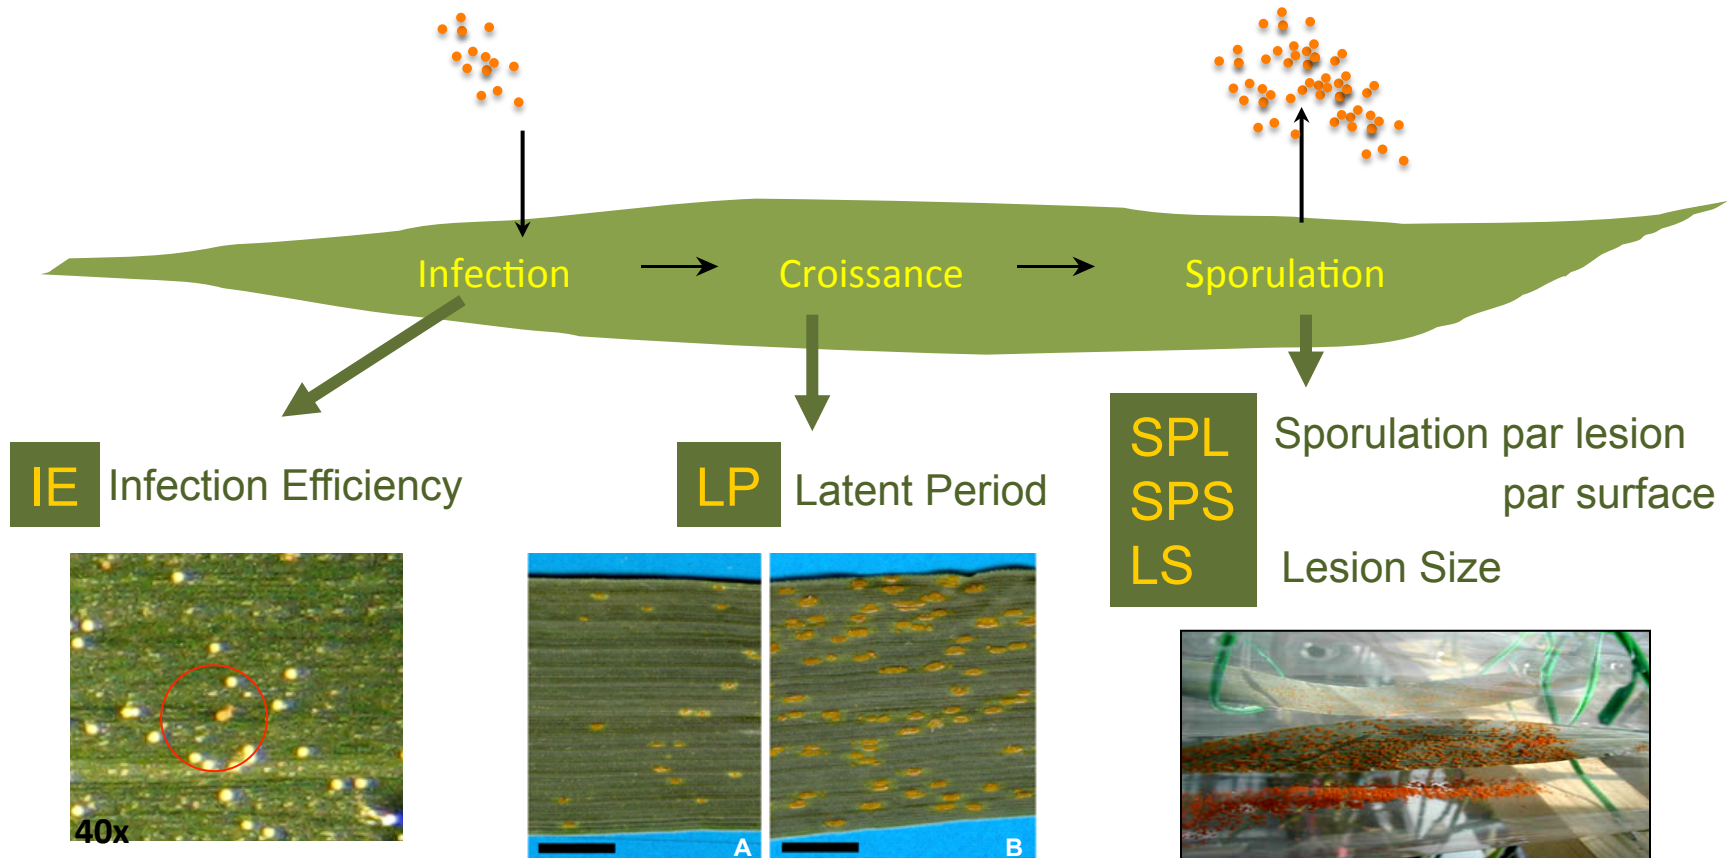 Infection
Croissance
Sporulation
IE
Infection Efficiency
LP
Latent Period
SPL
Sporulation par lesion
SPS
par surface
LS
Lesion Size
40x
A
B